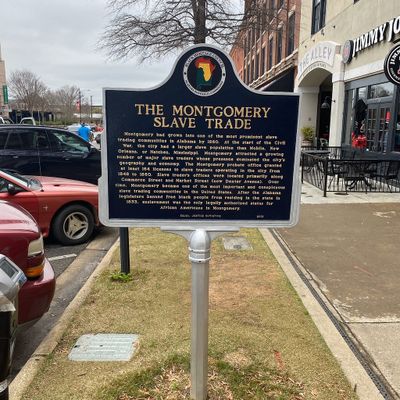 THE MONTGOMERY
SLAVE TRADE
Montgomery had grown into one of the most prominent slave
trading communities in Alabama by 1860. At the start of the Civil
War, the city had a larger slave population than Mobile, New
Orleans, or Natchez, Mississippi. Montgomery attracted a growing
number of major slave traders whose presence dominated the city's
geography and economy. The Montgomery probate office granted
at least 164 licenses to slave traders operating in the city from
1848 to 1860. Slave traders' offices were located primarily along
Commerce Street and Market Street (now Dexter Avenue). Over
time, Montgomery became one of the most important and conspicuous
slave trading communities in the United States. After the Alabama
legislature banned free black people from residing in the state in
1833, enslavement was the only legally authorized status for
African Americans in Montgomery.
Equal Justice Initiative 2013
THE ALLEY
JIMMY JO